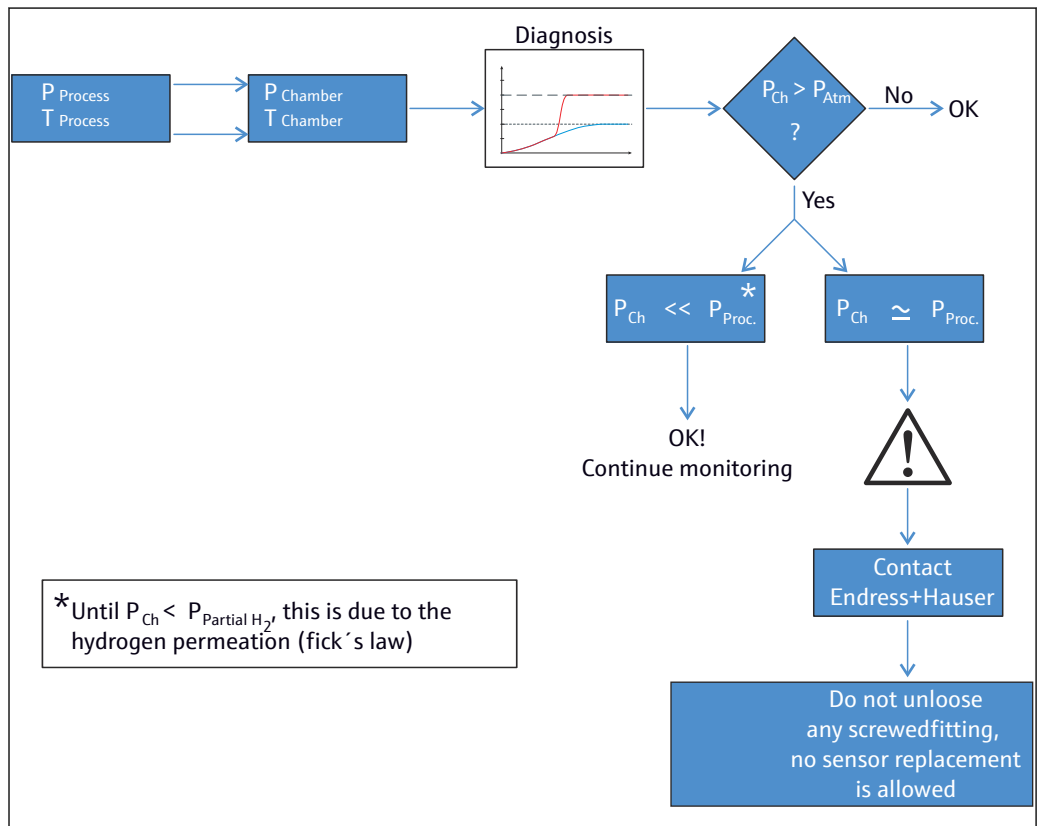 Diagnosis
P Process
T Process
P Chamber
T Chamber
P Ch > P Atm
?
No
OK
Yes
P Ch << P Proc. *
P Ch ≃ P Proc.
OK!
Continue monitoring
!
Contact
Endress+Hauser
*Until P Ch < P Partial H2, this is due to the
hydrogen permeation (fick´s law)
Do not unloose
any screwedfitting,
no sensor replacement
is allowed